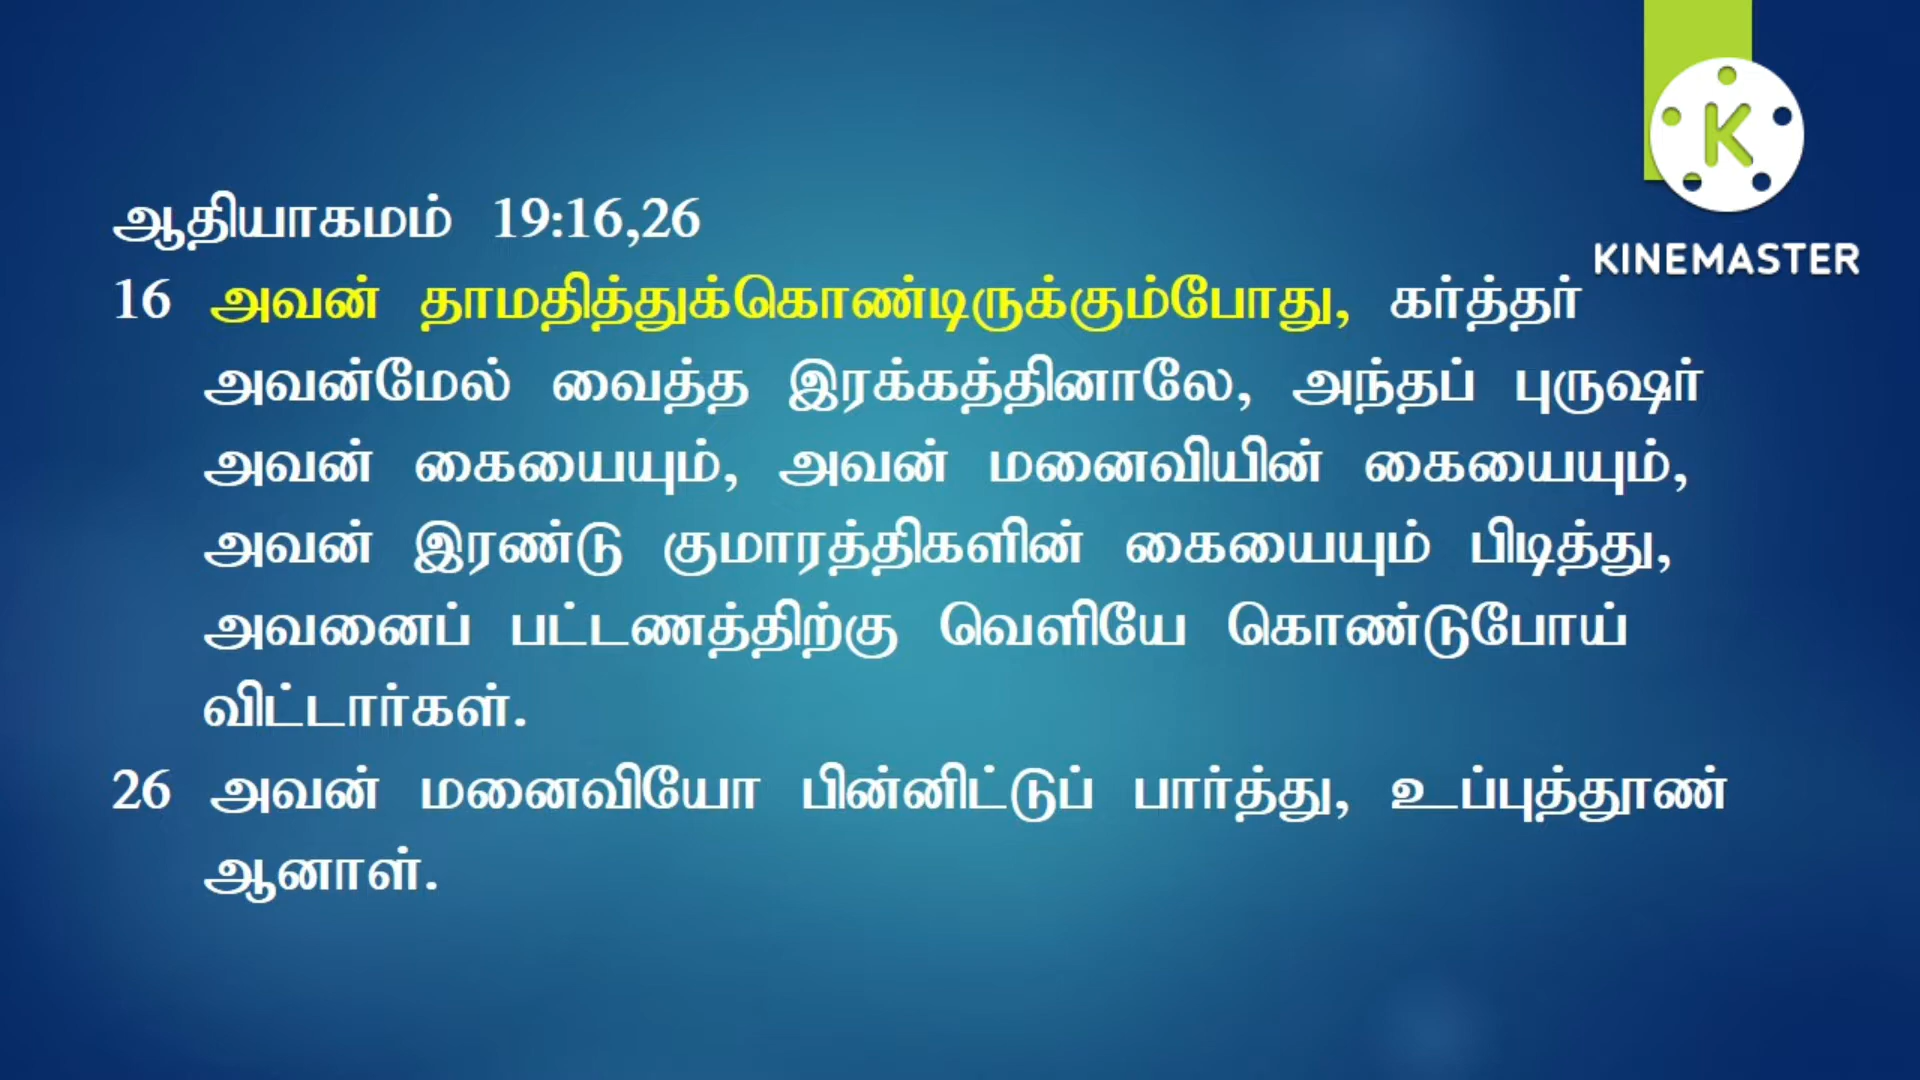 ஆதியாகமம் 19:16,26
16 அவன் தாமதித்துக்கொண்டிருக்கும்போது, கர்த்தர்
அவன்மேல் வைத்த இரக்கத்தினாலே, அந்தப் புருஷர்
அவன் கையையும், அவன் மனைவியின் கையையும்,
அவன் இரண்டு குமாரத்திகளின் கையையும் பிடித்து,
அவனைப் பட்டணத்திற்கு வெளியே கொண்டுபோய்
விட்டார்கள்.
26 அவன் மனைவியோ பின்னிட்டுப் பார்த்து, உப்புத்தூண்
ஆனாள்.
K
KINEMASTER